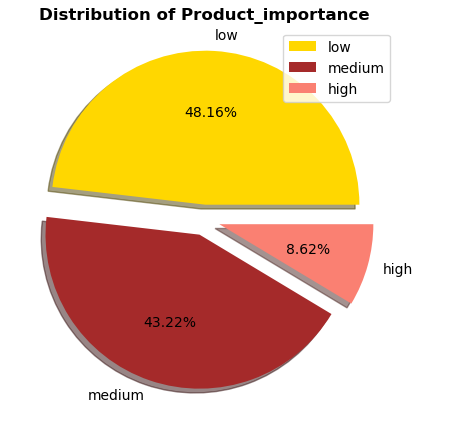 Distribution of Product_importance
low
low
medium
high
48.16%
8.62%
high
43.22%
medium